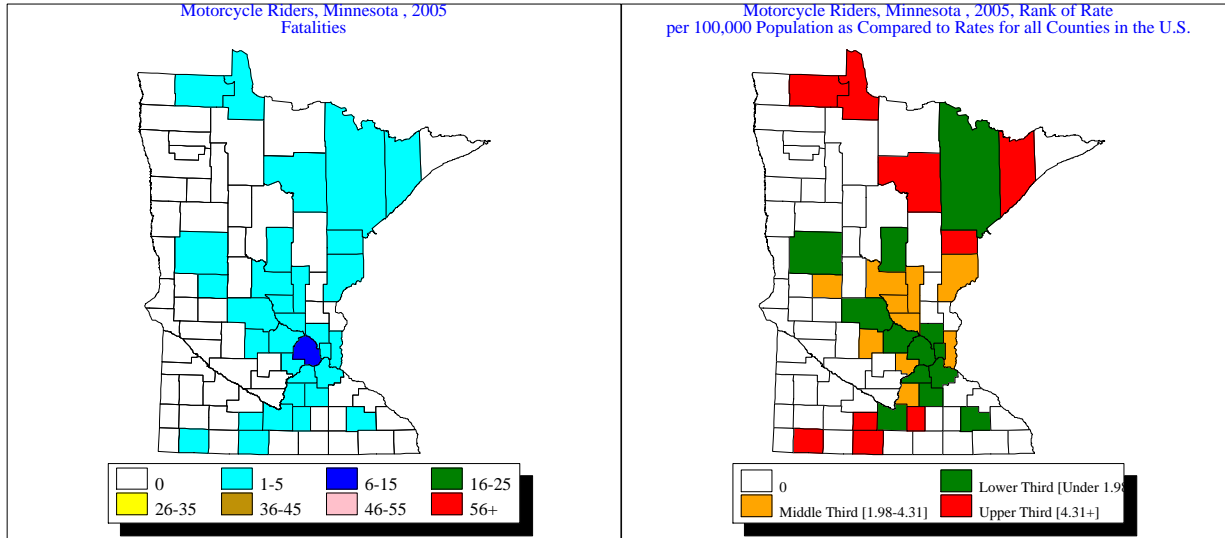 Motorcycle Riders, Minnesota , 2005
Fatalities
0
1-5
6-15
16-25
26-35
36-45
46-55
56+
Motorcycle Riders, Minnesota , 2005, Rank of Rate
per 100,000 Population as Compared to Rates for all Counties in the U.S.
0
Lower Third [Under 1.98
Middle Third [1.98-4.31]
Upper Third [4.31+]